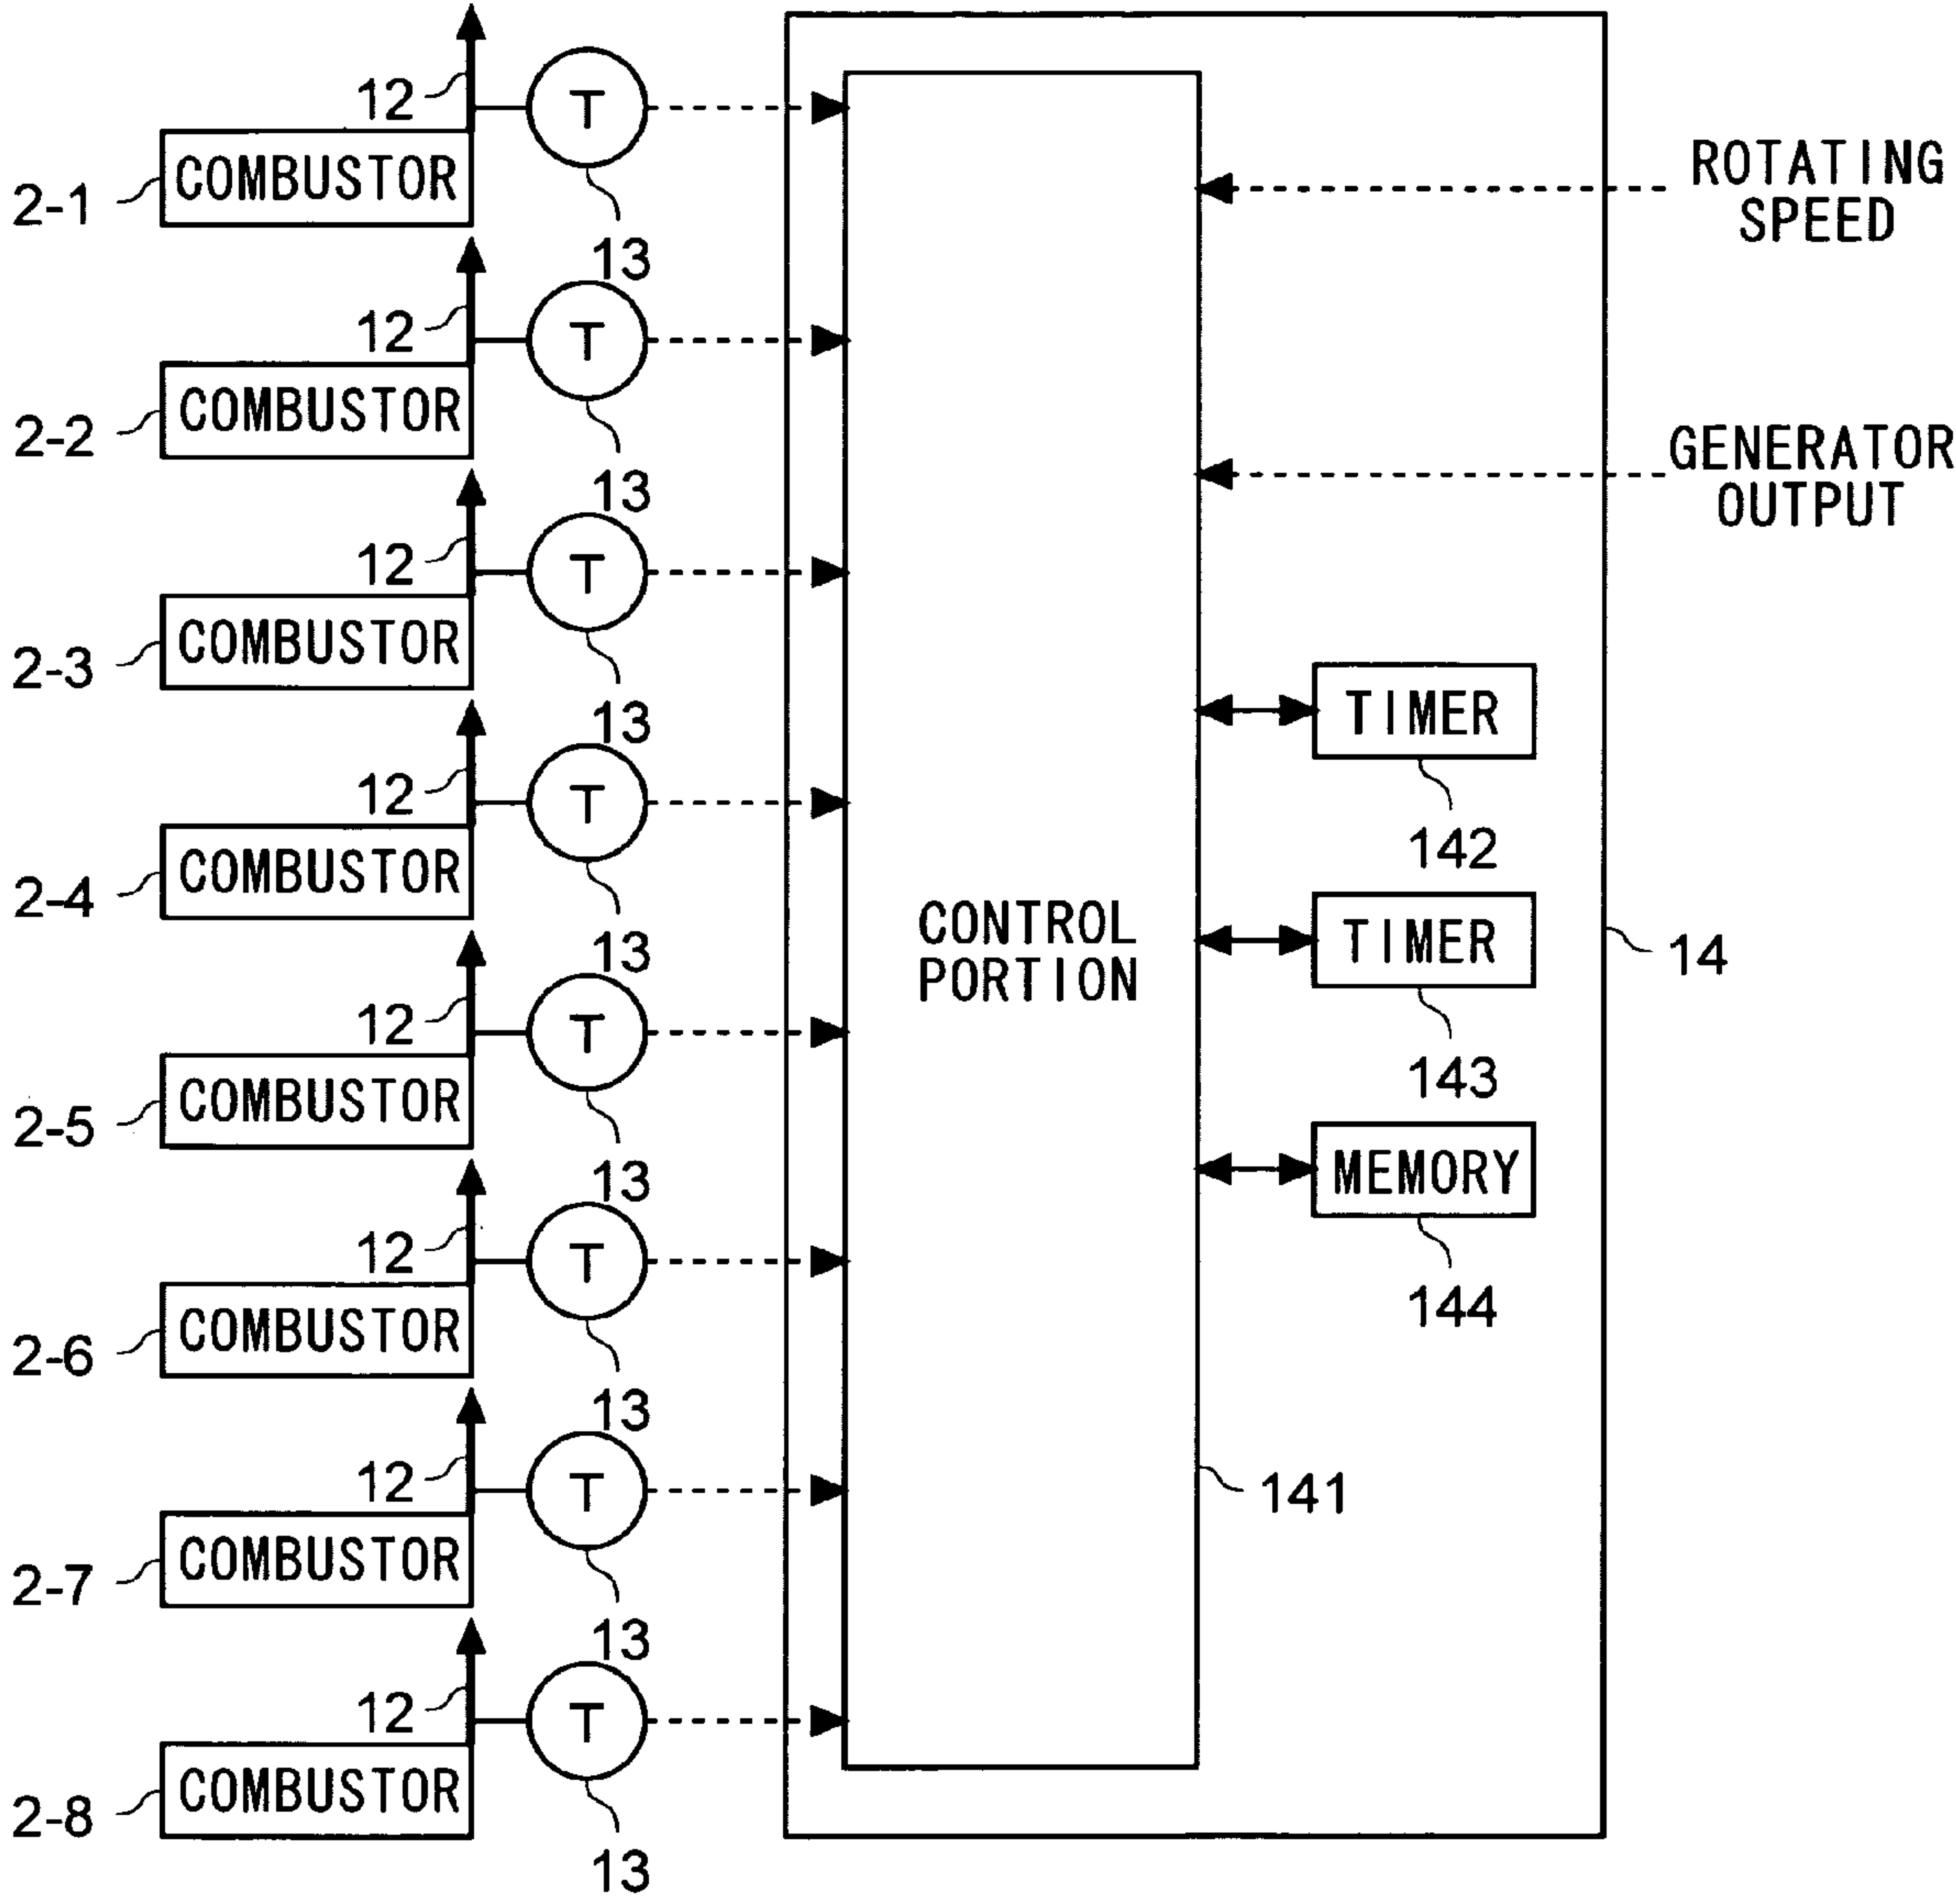 12
T
COMBUSTOR
2-1
13
12
T
COMBUSTOR
2-2
13
12
T
COMBUSTOR
2-3
13
12
T
COMBUSTOR
2-4
13
12
T
COMBUSTOR
2-5
13
12
T
COMBUSTOR
2-6
13
12
T
COMBUSTOR
2-7
13
12
T
COMBUSTOR
2-8
13
CONTROL
PORTION
141
ROTATING
SPEED
GENERATOR
OUTPUT
TIMER
142
TIMER
143
MEMORY
144
14